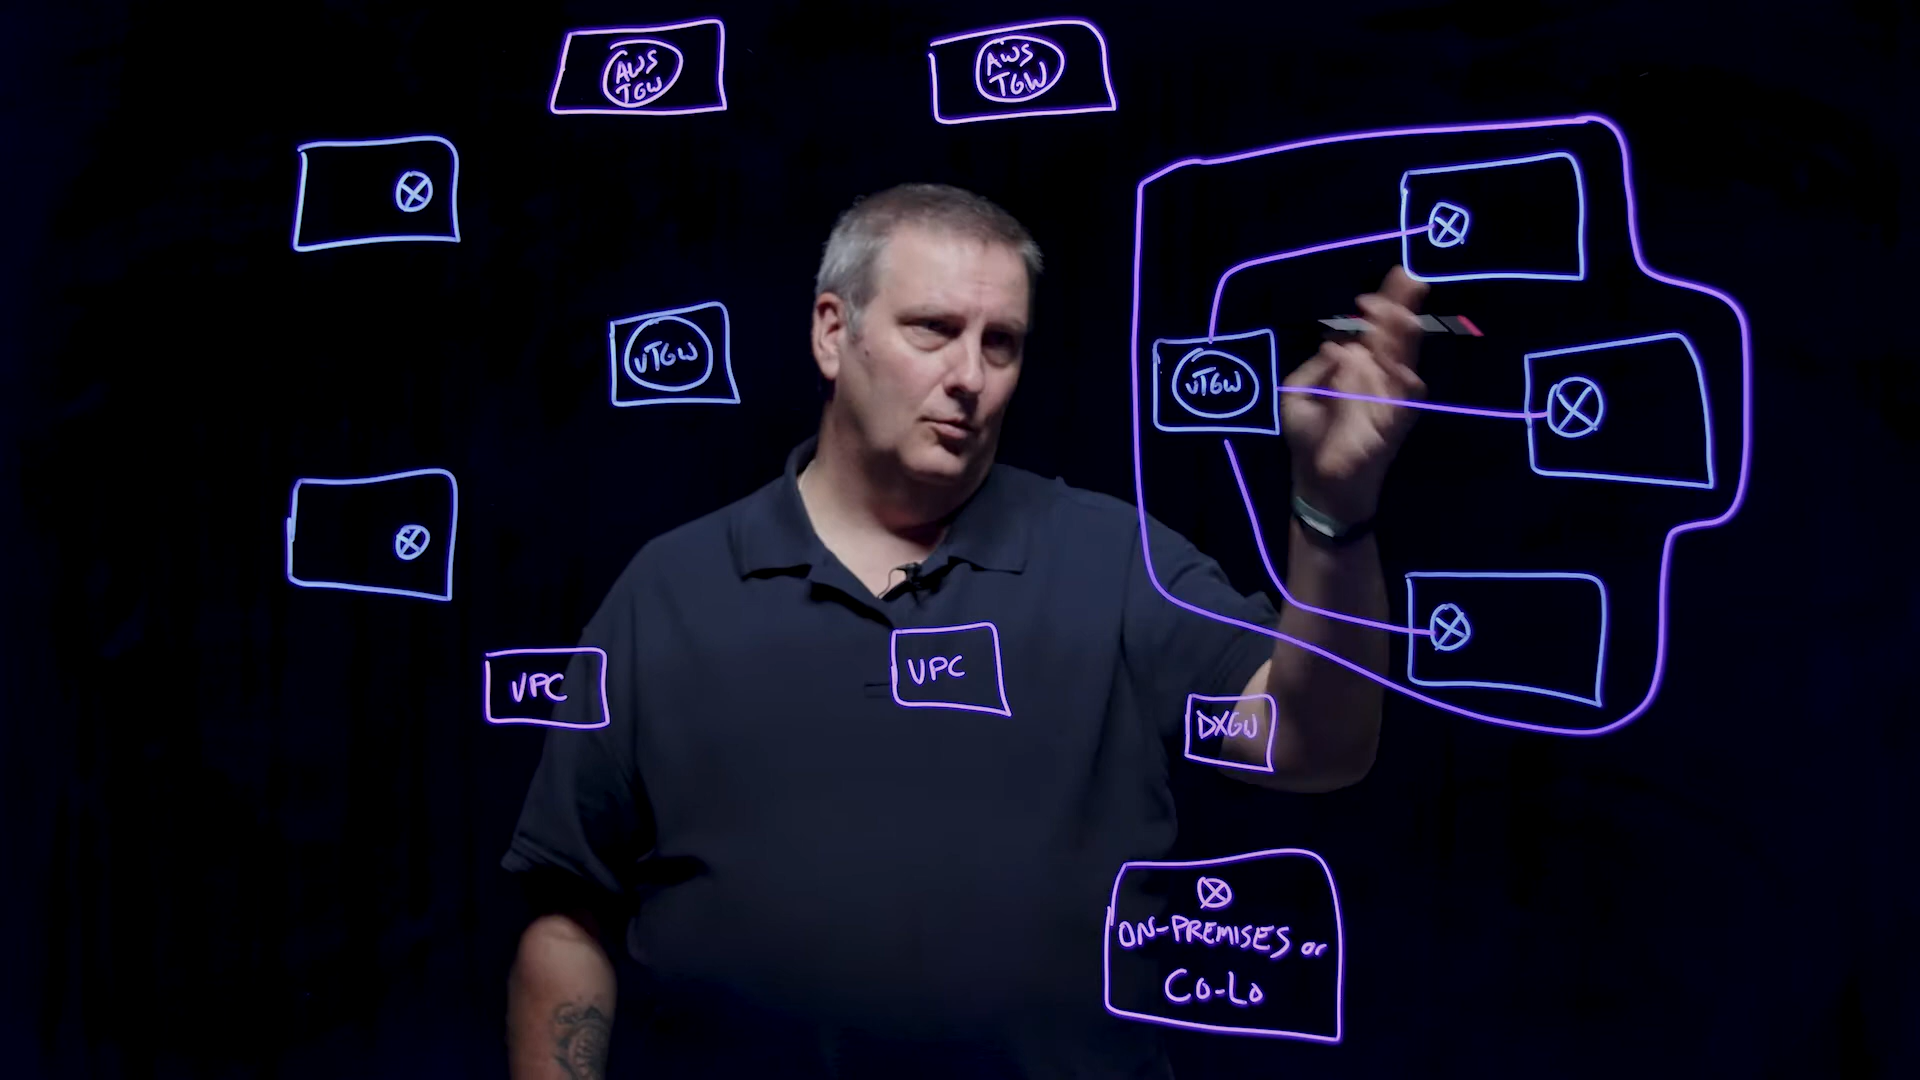 AWS
TGW
AWS
TGW
vTGW
vTGW
VPC
VPC
DXGW
ON-PREMISES or
Co-Lo